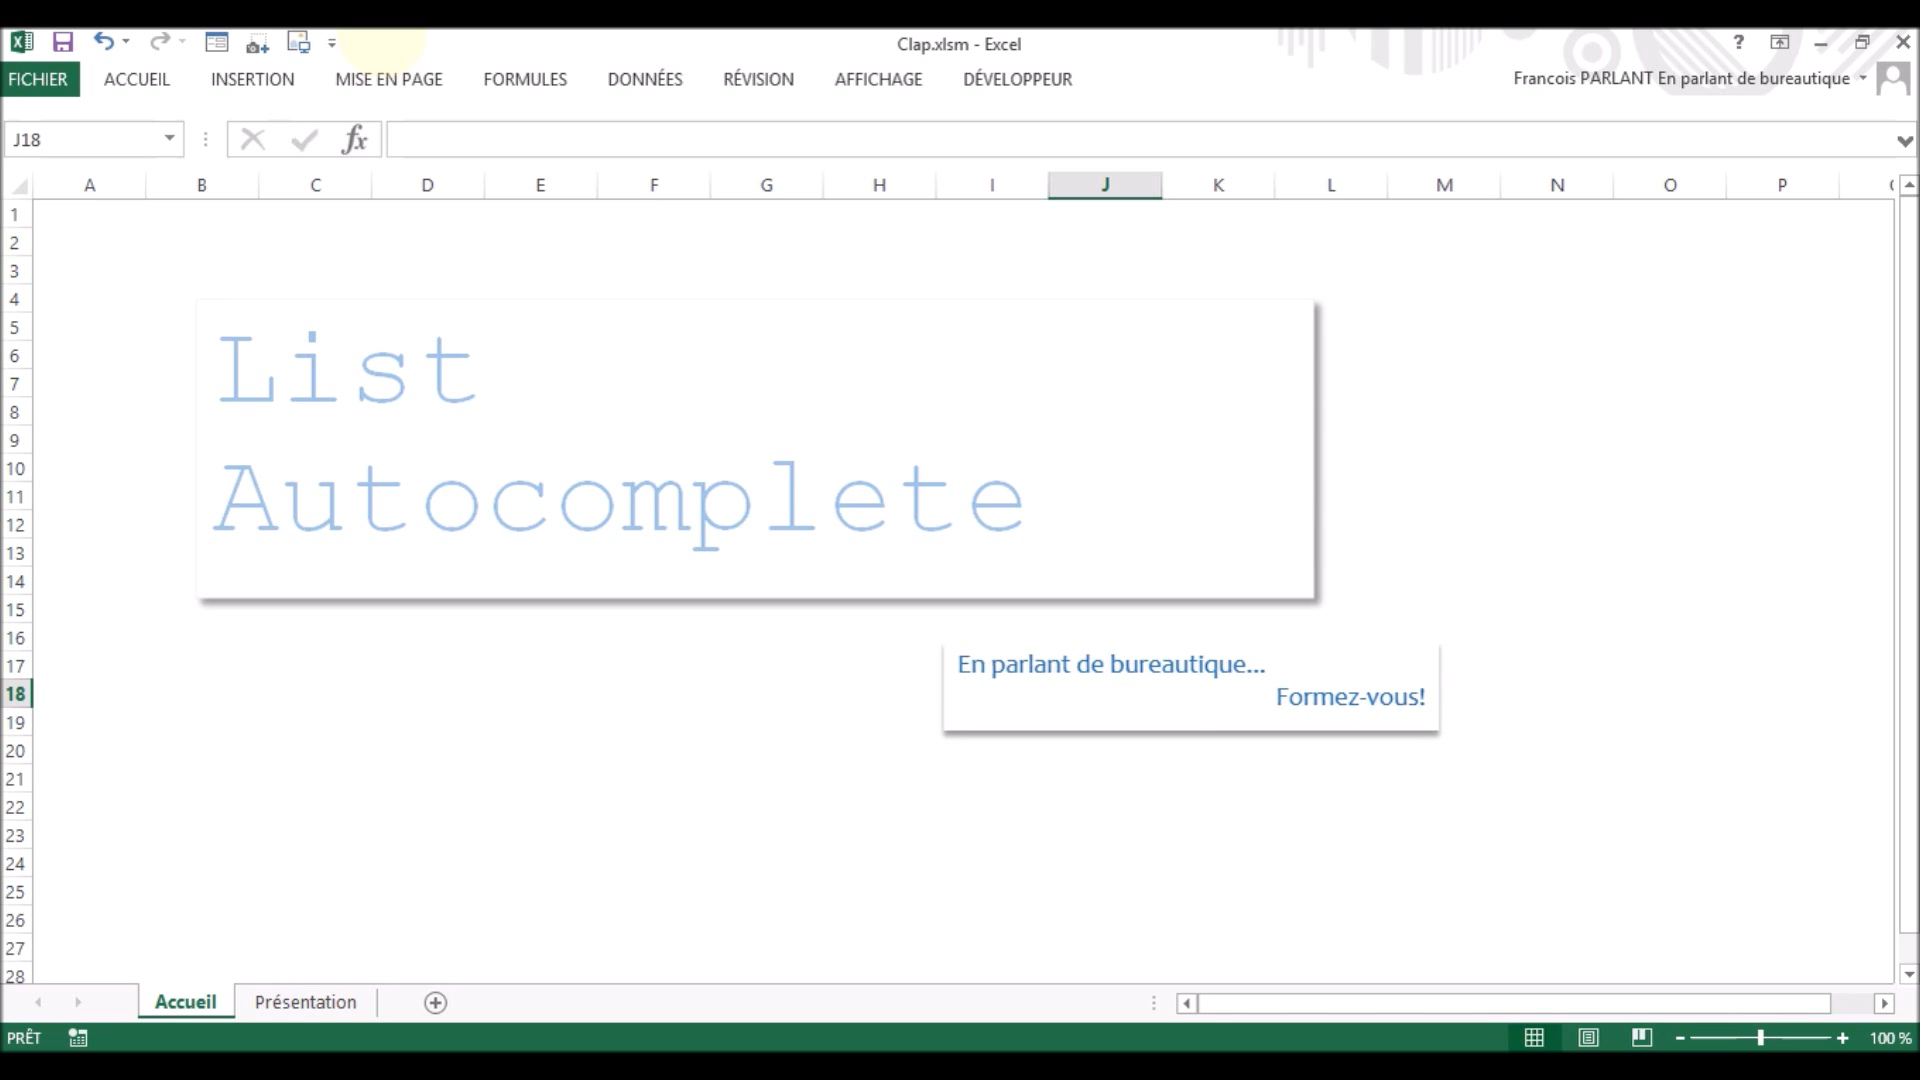 Clap.xlsm - Excel
?
FICHIER ACCUEIL INSERTION MISE EN PAGE FORMULES DONNÉES RÉVISION AFFICHAGE DÉVELOPPEUR Francois PARLANT En parlant de bureautique
J18 fx
A B C D E F G H I J K L M N O P
1
2
3
4
5
6
7
8
9
10
11
12
13
14
15
16
17
18
19
20
21
22
23
24
25
26
27
28
List
Autocomplete
En parlant de bureautique...
Formez-vous!
Accueil Présentation
PRÊT 100 %